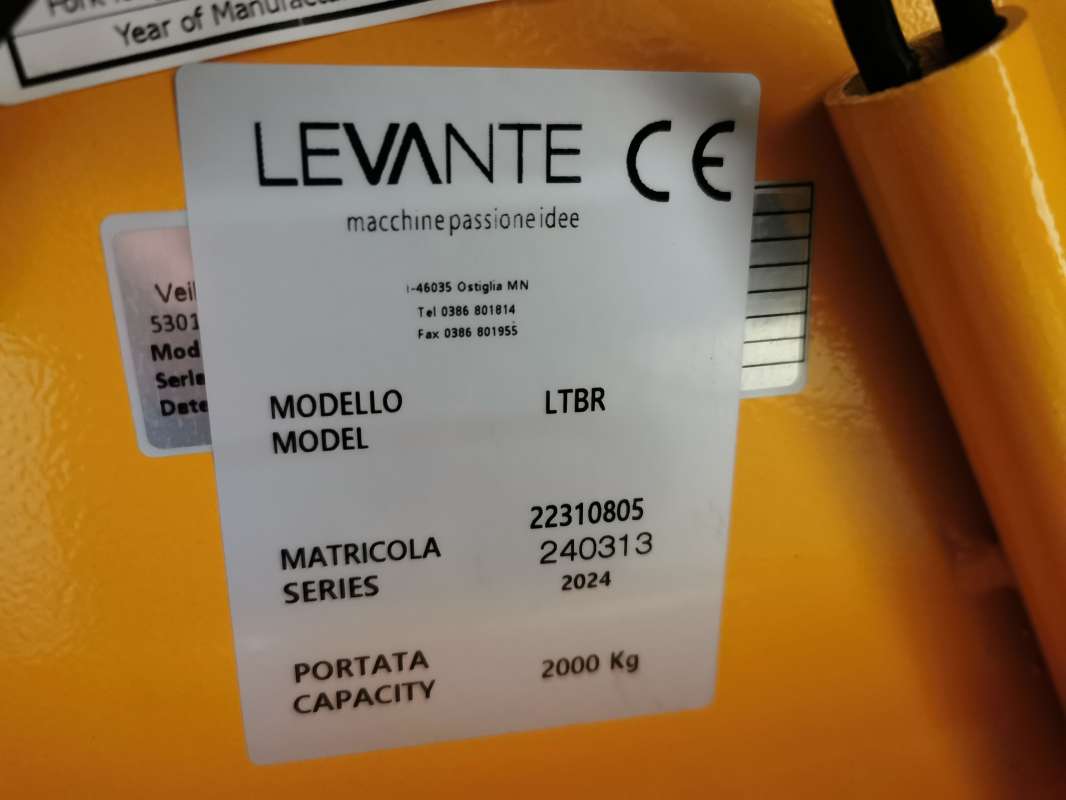 Year of Manufac
LEVANTE CE
macchinepassioneidee
I-46035 Ostiglia MN
Tel 0386 801814
Fax 0386 801955
Veil
5301
Mod
Serie
Date
MODELLO LTBR
MODEL
22310805
MATRICOLA 240313
SERIES 2024
PORTATA 2000 Kg
CAPACITY